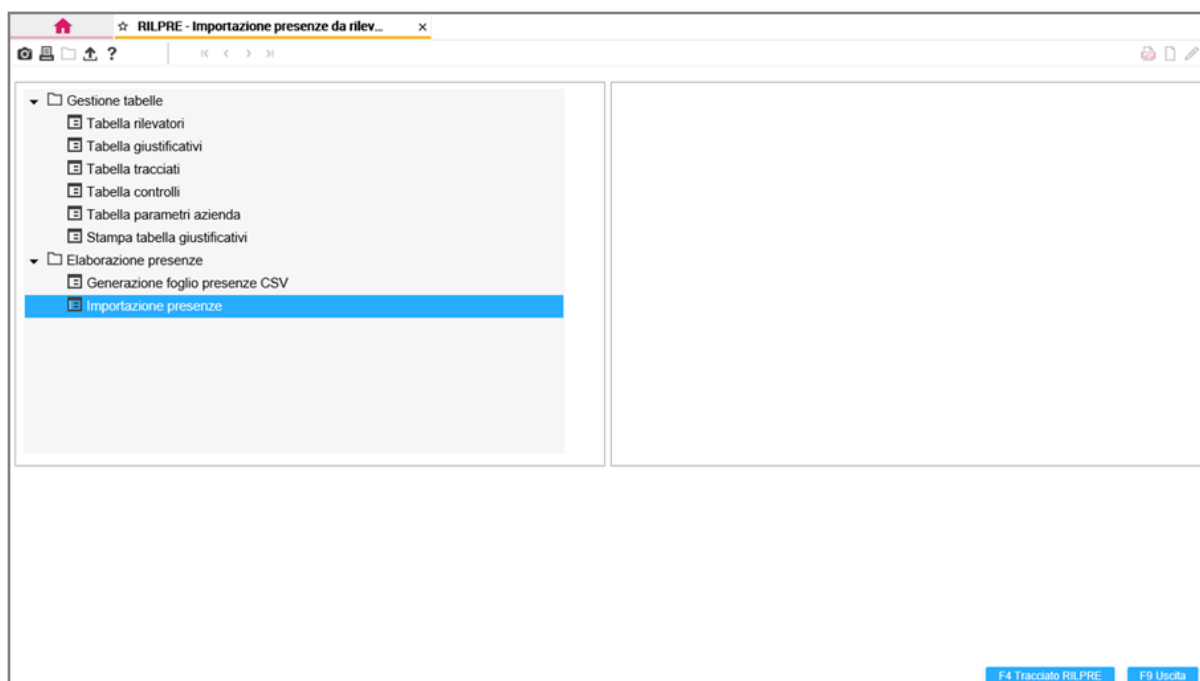 RILPRE - Importazione presenze da rilev...
Gestione tabelle
Tabella rilevatori
Tabella giustificativi
Tabella tracciati
Tabella controlli
Tabella parametri azienda
Stampa tabella giustificativi
Elaborazione presenze
Generazione foglio presenze CSV
Importazione presenze
F4 Tracciato RILPRE F9 Uscita